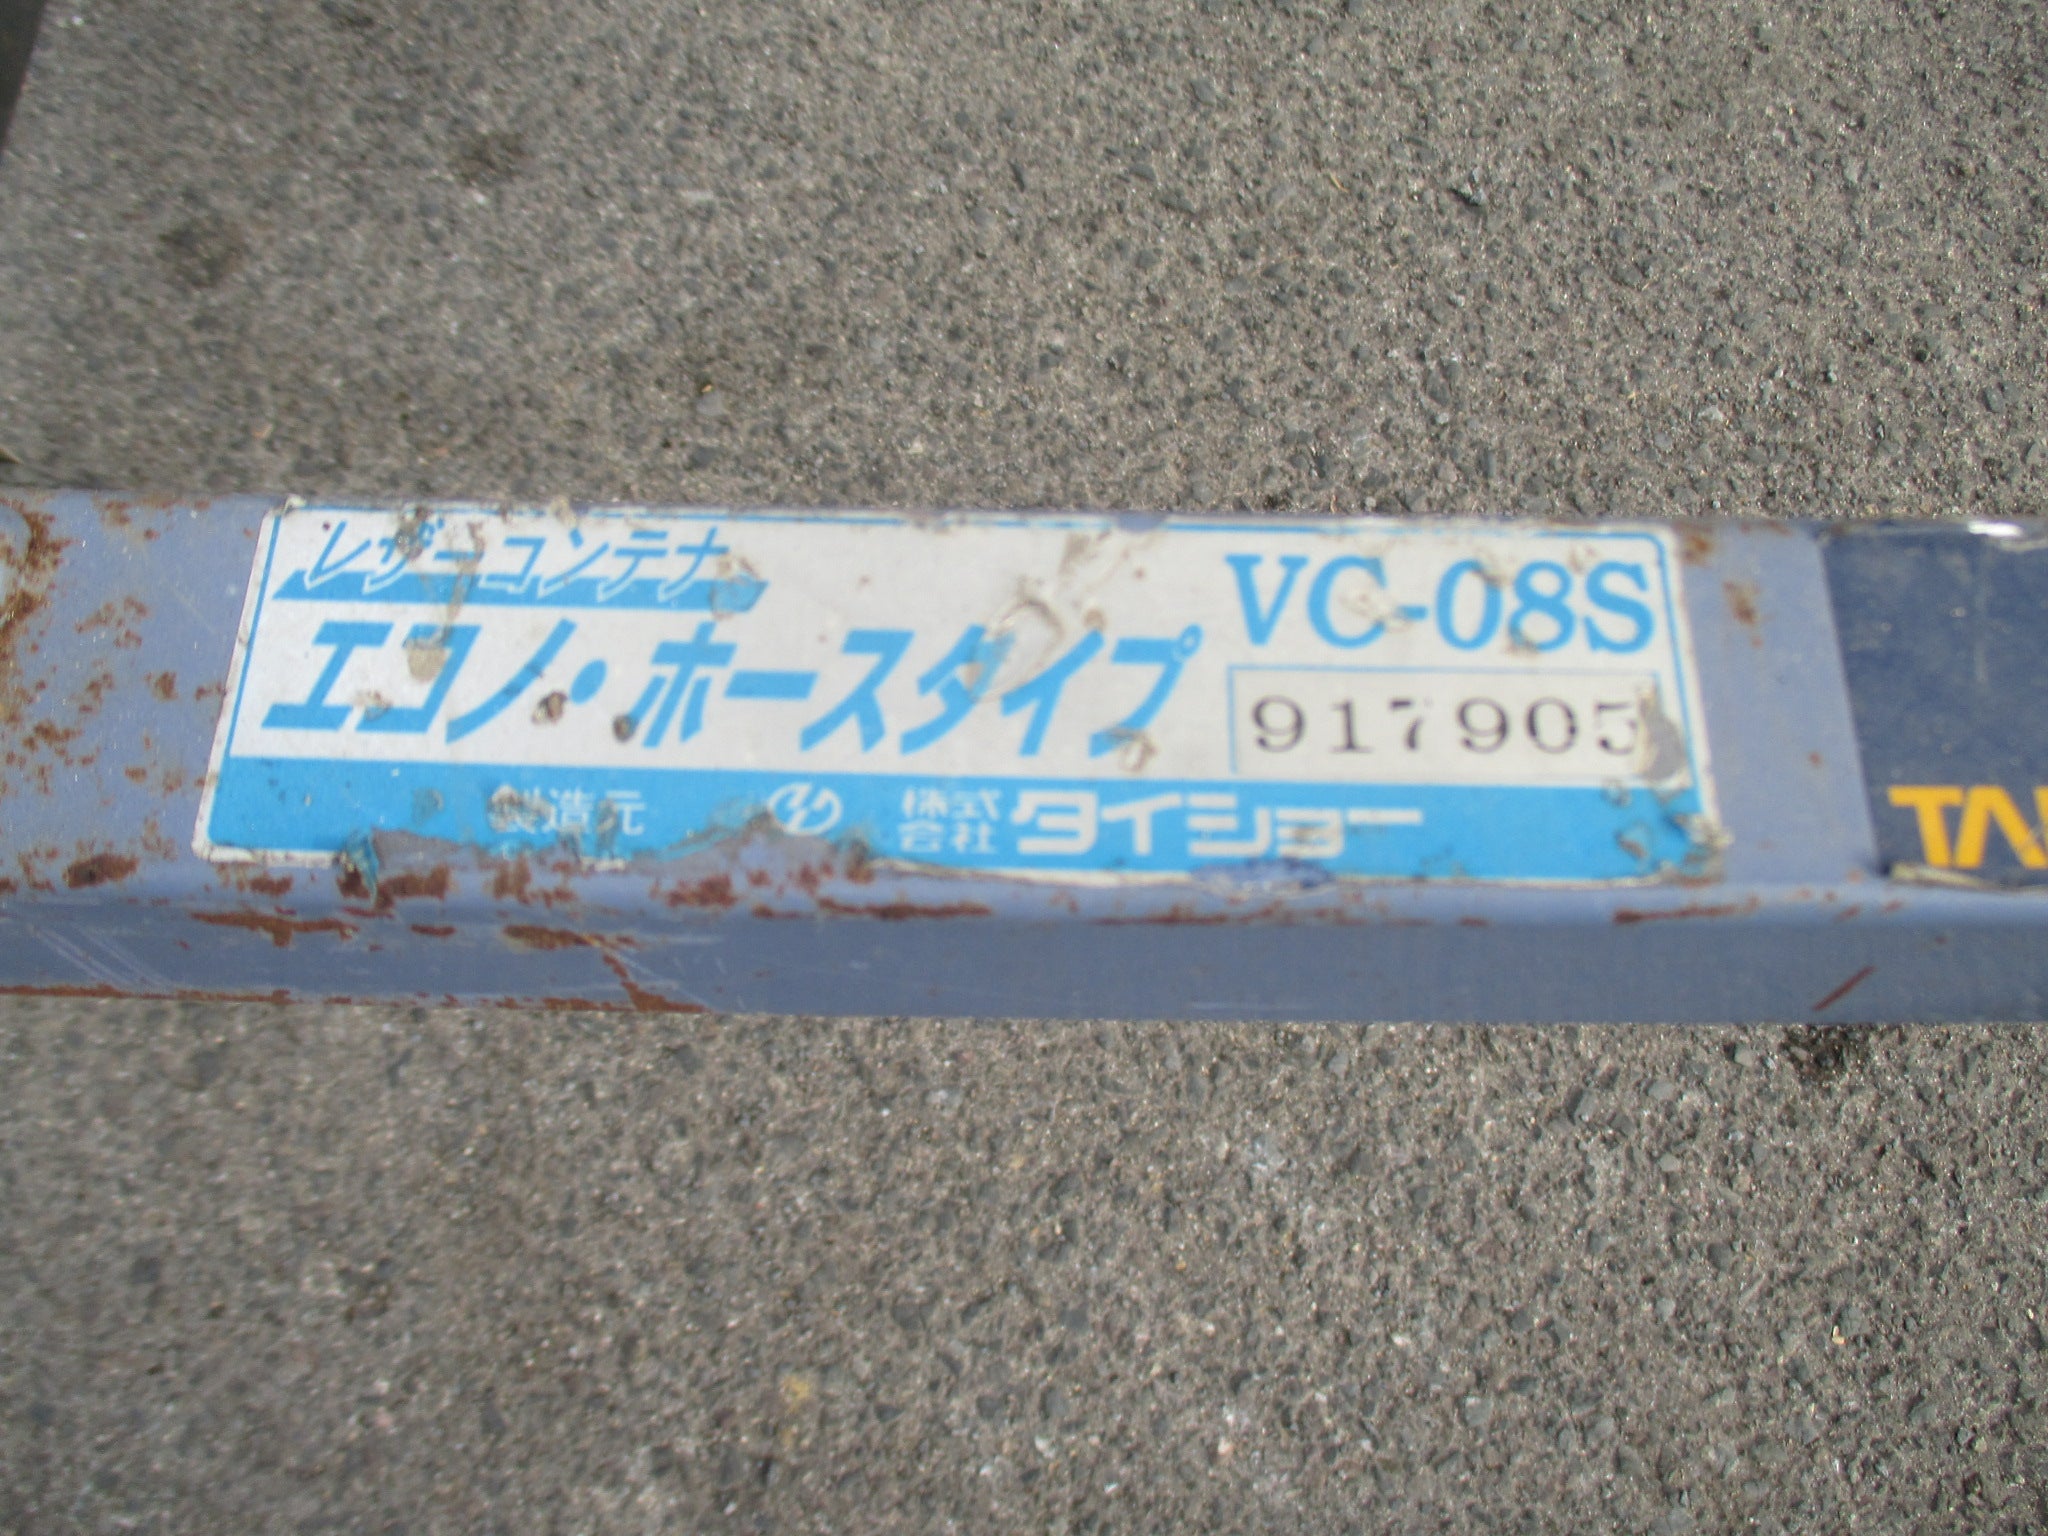 レザーコンテナ
エコノ・ホースタイプ
VC-08S
917905
製造元 株式会社 タイショー
TA